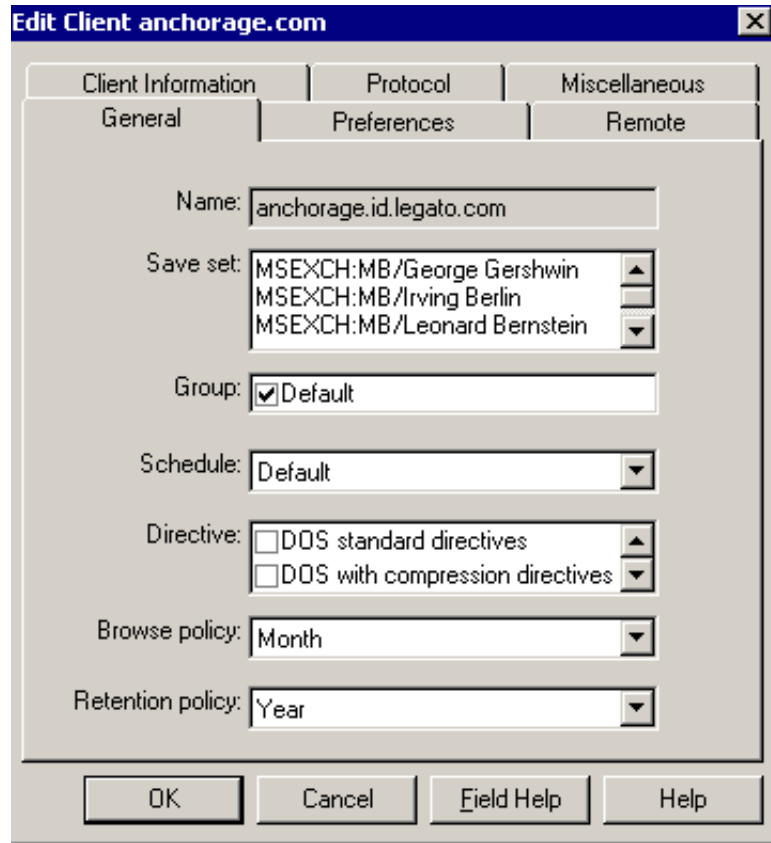 Edit Client anchorage.com
Client Information Protocol Miscellaneous
General Preferences Remote
Name: anchorage.id.legato.com
Save set: MSEXCH:MB/George Gershwin
MSEXCH:MB/Irving Berlin
MSEXCH:MB/Leonard Bernstein
Group: Default
Schedule: Default
Directive: DOS standard directives
DOS with compression directives
Browse policy: Month
Retention policy: Year
OK Cancel Field Help Help